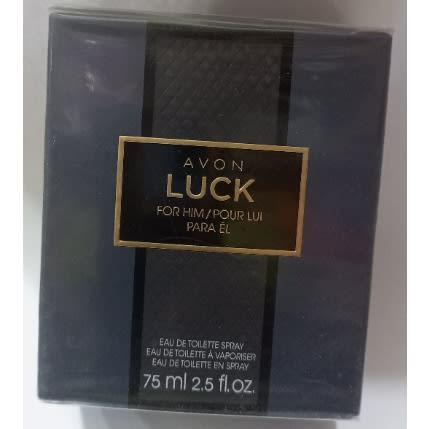 AVON
LUCK
FOR HIM/POUR LUI
PARA ÉL
EAU DE TOILETTE SPRAY
EAU DE TOILETTE À VAPORISER
EAU DE TOILETTE EN SPRAY
75 ml 2.5 fl.oz.